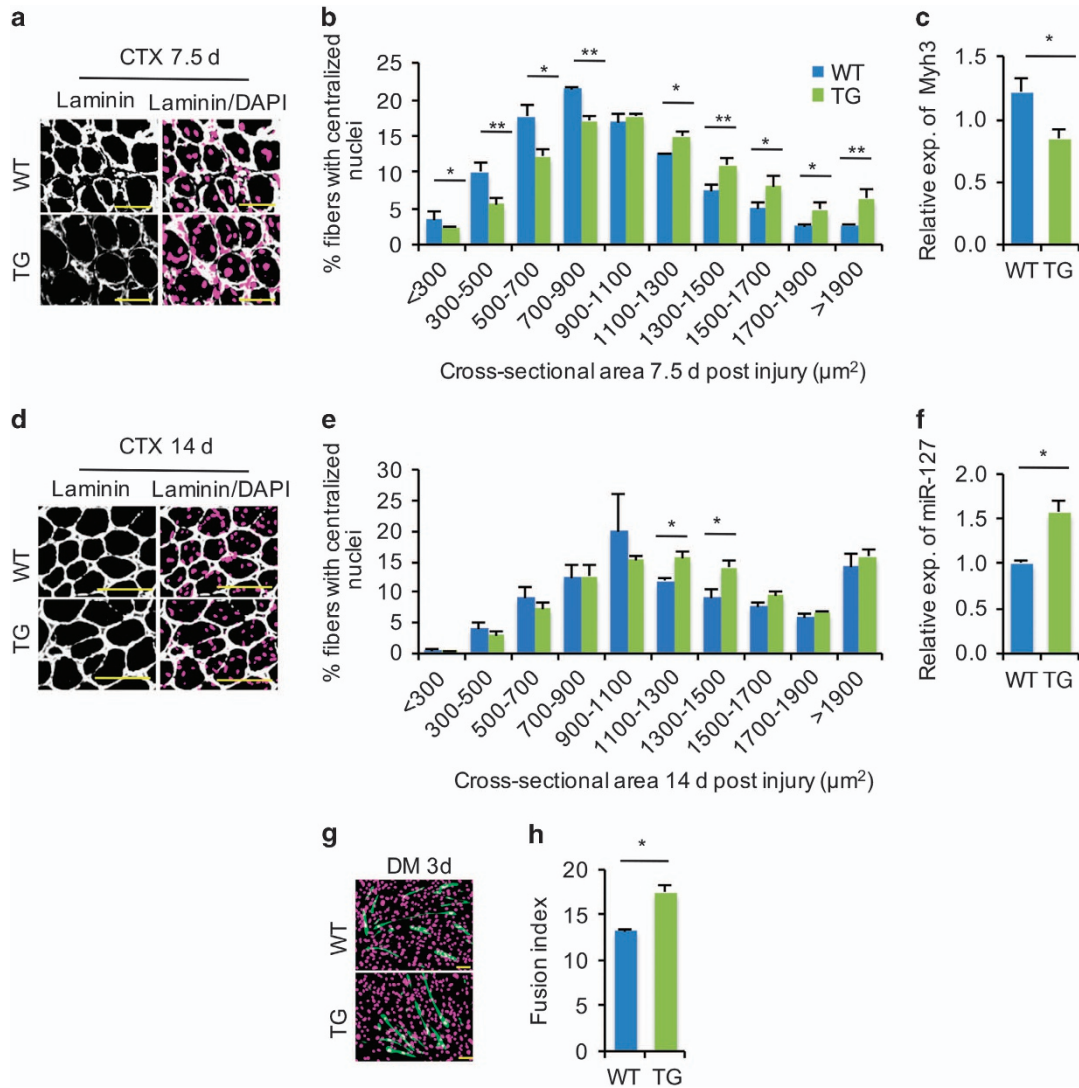 a
CTX 7.5 d
Laminin Laminin/DAPI
WT
TG
b
% fibers with centralized
nuclei
25
20
15
10
5
0
* ** * ** * ** * * **
WT
TG
<300 300-500 500-700 700-900 900-1100 1100-1300 1300-1500 1500-1700 1700-1900 >1900
Cross-sectional area 7.5 d post injury (µm²)
c
Relative exp. of Myh3
1.5
1.0
0.5
0.0
*
WT TG
d
CTX 14 d
Laminin Laminin/DAPI
WT
TG
e
% fibers with centralized
nuclei
30
25
20
15
10
5
0
* *
<300 300-500 500-700 700-900 900-1100 1100-1300 1300-1500 1500-1700 1700-1900 >1900
Cross-sectional area 14 d post injury (µm²)
f
Relative exp. of miR-127
2.0
1.5
1.0
0.5
0.0
*
WT TG
g
DM 3d
WT
TG
h
Fusion index
20
15
10
5
0
*
WT TG